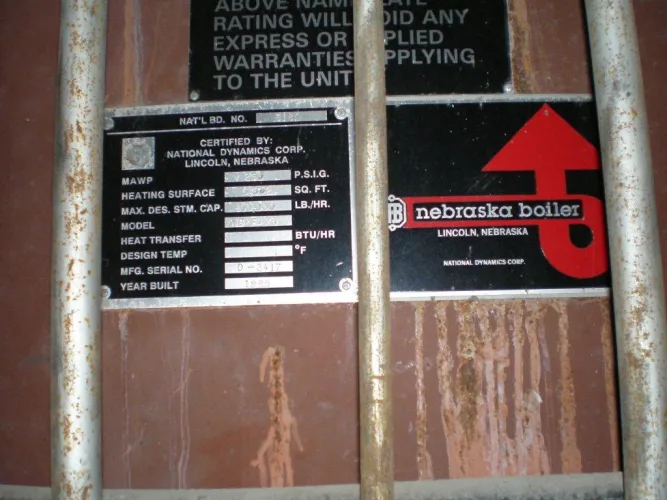 ABOVE NAMEPLATE
RATING WILL VOID ANY
EXPRESS OR IMPLIED
WARRANTIES APPLYING
TO THE UNIT
NAT'L BD. NO.
CERTIFIED BY:
NATIONAL DYNAMICS CORP.
LINCOLN, NEBRASKA
MAWP P.S.I.G.
HEATING SURFACE SQ. FT.
MAX. DES. STM. CAP. LB./HR.
MODEL
HEAT TRANSFER BTU/HR
DESIGN TEMP °F
MFG. SERIAL NO. D-3417
YEAR BUILT
NB nebraska boiler
LINCOLN, NEBRASKA
NATIONAL DYNAMICS CORP.